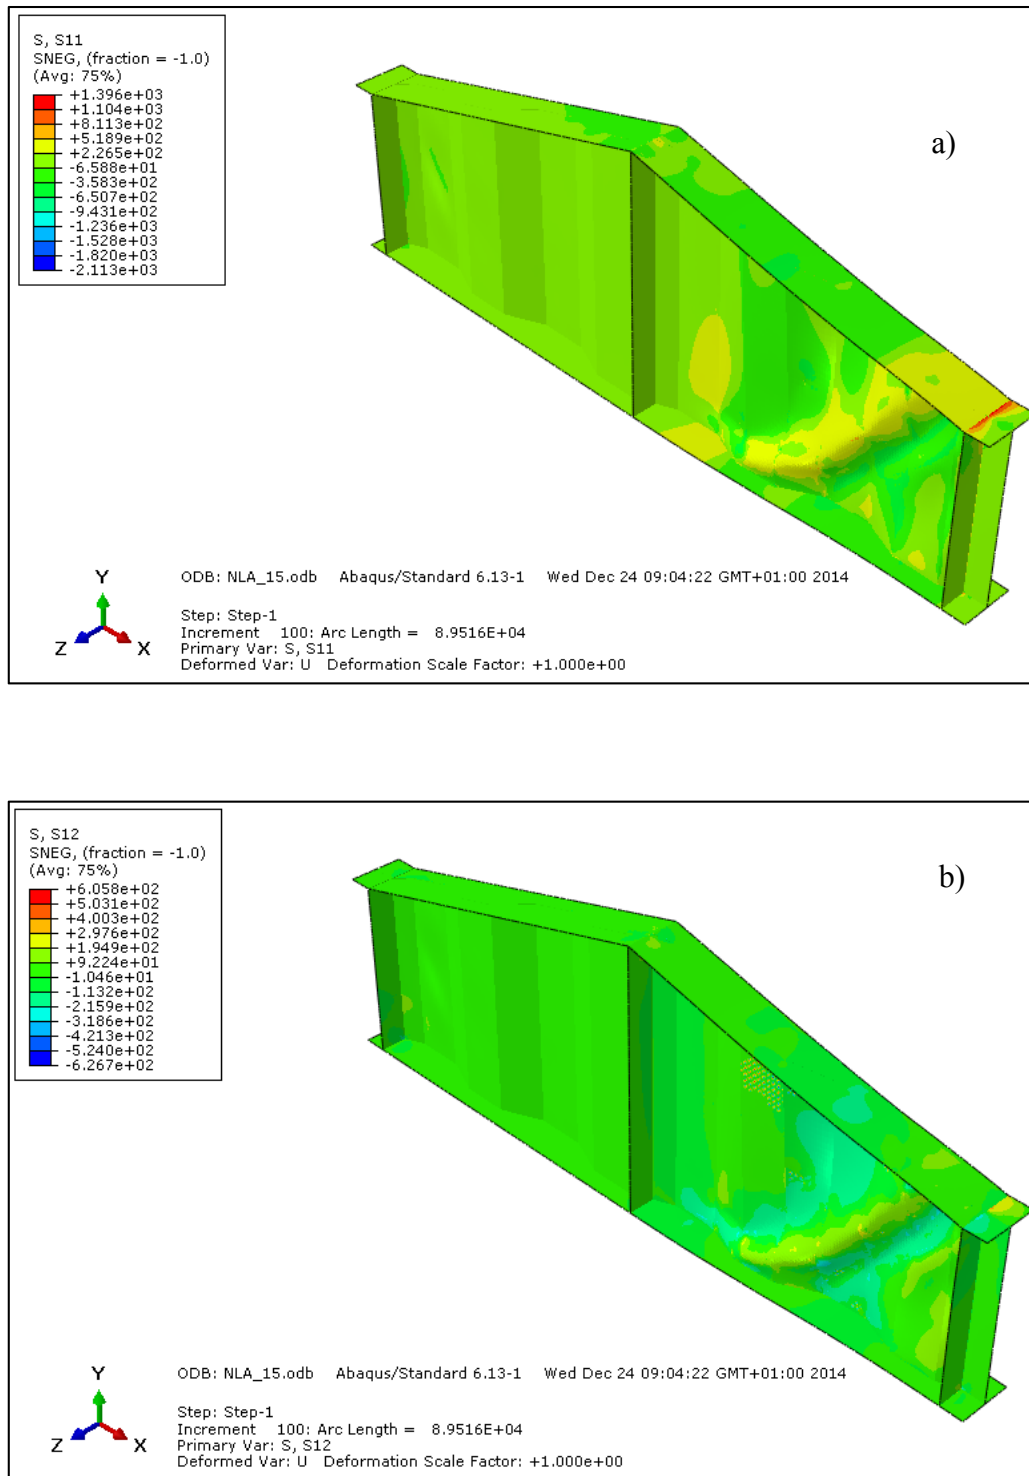 S, S11
SNEG, (fraction = -1.0)
(Avg: 75%)
+1.396e+03
+1.104e+03
+8.113e+02
+5.189e+02
+2.265e+02
-6.588e+01
-3.583e+02
-6.507e+02
-9.431e+02
-1.236e+03
-1.528e+03
-1.820e+03
-2.113e+03
a)
Y
Z
X
ODB: NLA_15.odb Abaqus/Standard 6.13-1 Wed Dec 24 09:04:22 GMT+01:00 2014
Step: Step-1
Increment 100: Arc Length = 8.9516E+04
Primary Var: S, S11
Deformed Var: U Deformation Scale Factor: +1.000e+00
S, S12
SNEG, (fraction = -1.0)
(Avg: 75%)
+6.058e+02
+5.031e+02
+4.003e+02
+2.976e+02
+1.949e+02
+9.224e+01
-1.046e+01
-1.132e+02
-2.159e+02
-3.186e+02
-4.213e+02
-5.240e+02
-6.267e+02
b)
Y
Z
X
ODB: NLA_15.odb Abaqus/Standard 6.13-1 Wed Dec 24 09:04:22 GMT+01:00 2014
Step: Step-1
Increment 100: Arc Length = 8.9516E+04
Primary Var: S, S12
Deformed Var: U Deformation Scale Factor: +1.000e+00